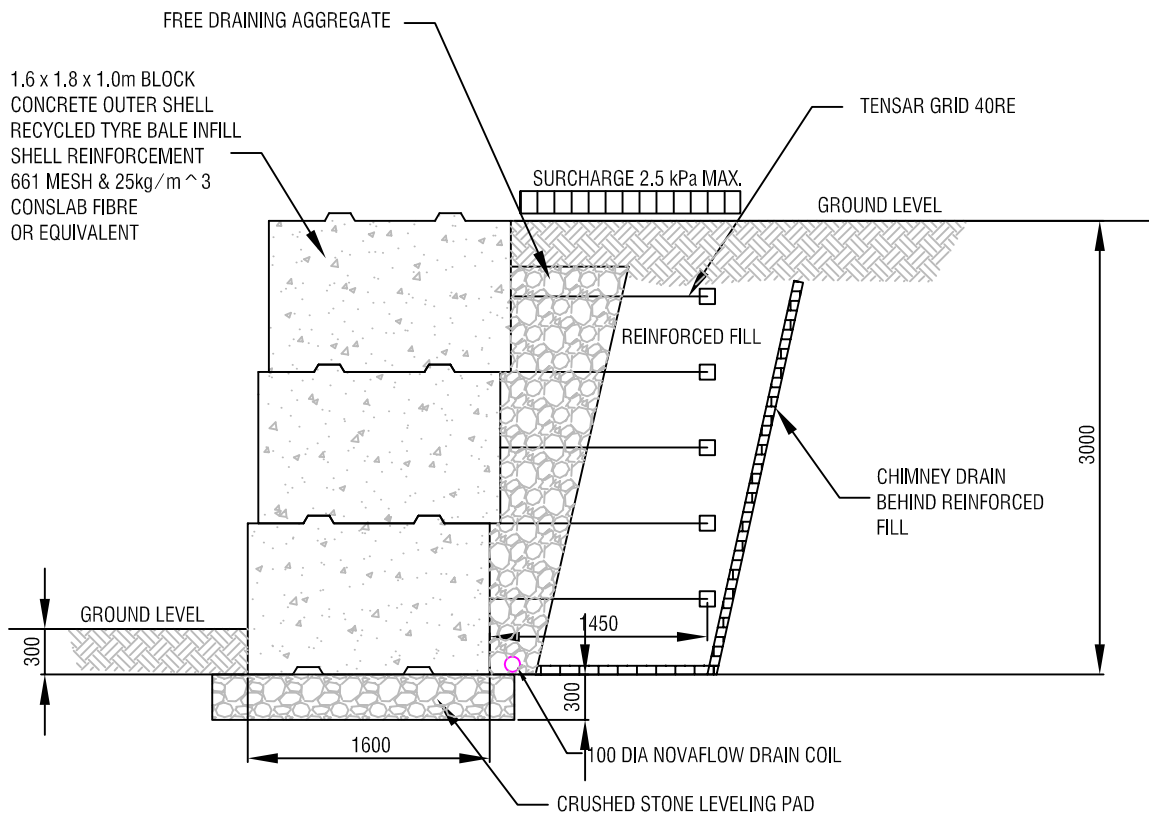 FREE DRAINING AGGREGATE
1.6 x 1.8 x 1.0m BLOCK
CONCRETE OUTER SHELL
RECYCLED TYRE BALE INFILL
SHELL REINFORCEMENT
661 MESH & 25kg/m^3
CONSLAB FIBRE
OR EQUIVALENT
TENSAR GRID 40RE
SURCHARGE 2.5 kPa MAX.
GROUND LEVEL
REINFORCED FILL
3000
CHIMNEY DRAIN
BEHIND REINFORCED
FILL
GROUND LEVEL
1450
300
300
1600
100 DIA NOVAFLOW DRAIN COIL
CRUSHED STONE LEVELING PAD